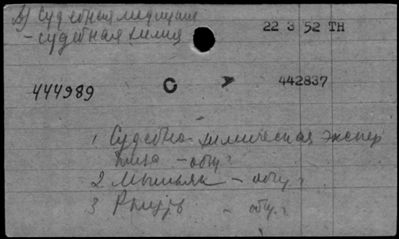 А) Судебная медицина
- судебная химия
22 3 52 TH
444989
442837
1 Судебно-химическая экспер
тиза - общ.
2 Мышьяк - общ.
3 Ртуть - общ.